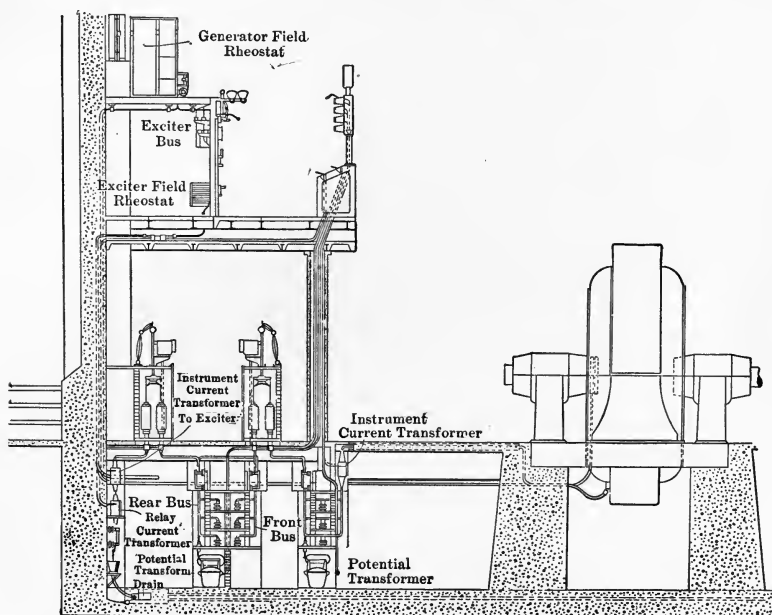 Generator Field
Rheostat
Exciter
Bus
Exciter Field
Rheostat
Instrument
Current
Transformer
To Exciter
Instrument
Current Transformer
Rear Bus
Relay
Current
Transformer
Potential
Transform
Drain
Front
Bus
Potential
Transformer